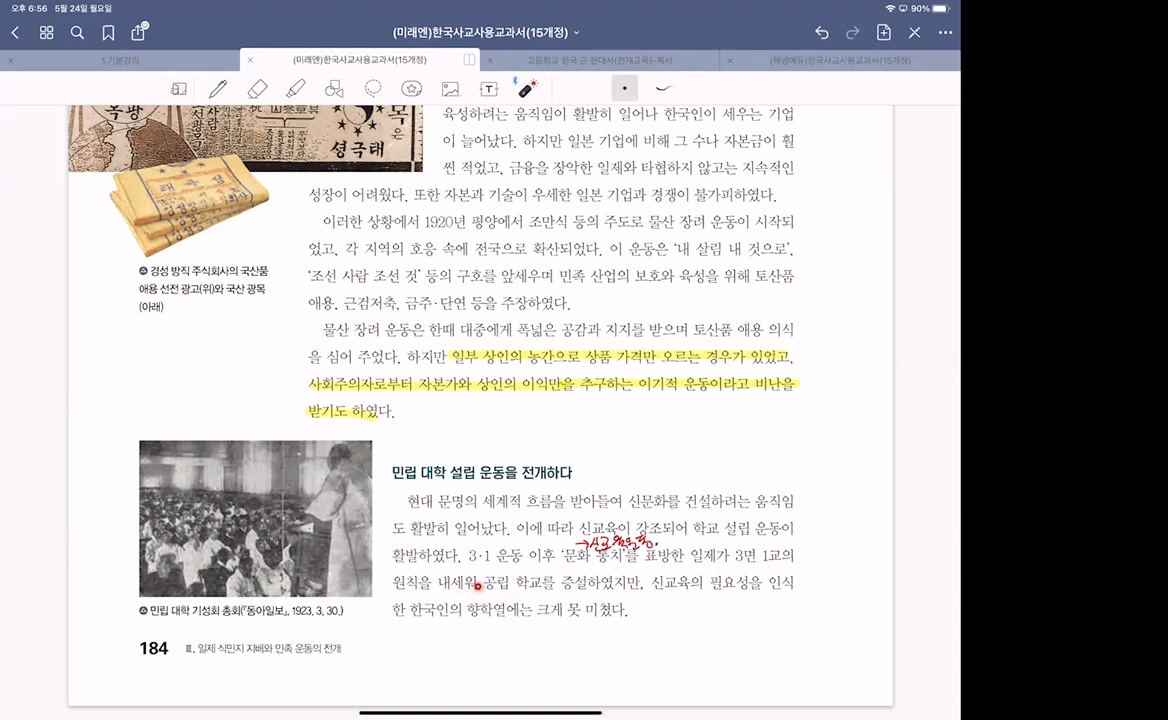 오후 6:56 5월 24일 월요일
90%
(미래엔)한국사교사용교과서(15개정)
1.기본강의
(미래엔)한국사교사용교과서(15개정)
고등학교 한국 근 현대사(천재교육)-복사
(해냄에듀)한국사교사용교과서(15개정)
목은
셩극태
육성하려는 움직임이 활발히 일어나 한국인이 세우는 기업
이 늘어났다. 하지만 일본 기업에 비해 그 수나 자본금이 훨
씬 적었고, 금융을 장악한 일제와 타협하지 않고는 지속적인
성장이 어려웠다. 또한 자본과 기술이 우세한 일본 기업과 경쟁이 불가피하였다.
이러한 상황에서 1920년 평양에서 조만식 등의 주도로 물산 장려 운동이 시작되
었고, 각 지역의 호응 속에 전국으로 확산되었다. 이 운동은 ‘내 살림 내 것으로’,
‘조선 사람 조선 것’ 등의 구호를 앞세우며 민족 산업의 보호와 육성을 위해 토산품
애용, 근검저축, 금주·단연 등을 주장하였다.
경성 방직 주식회사의 국산품
애용 선전 광고(위)와 국산 광목
(아래)
물산 장려 운동은 한때 대중에게 폭넓은 공감과 지지를 받으며 토산품 애용 의식
을 심어 주었다. 하지만 일부 상인의 농간으로 상품 가격만 오르는 경우가 있었고,
사회주의자로부터 자본가와 상인의 이익만을 추구하는 이기적 운동이라고 비난을
받기도 하였다.
민립 대학 설립 운동을 전개하다
현대 문명의 세계적 흐름을 받아들여 신문화를 건설하려는 움직임
도 활발히 일어났다. 이에 따라 신교육이 강조되어 학교 설립 운동이
활발하였다. 3·1 운동 이후 ‘문화 통치’를 표방한 일제가 3면 1교의
원칙을 내세워 공립 학교를 증설하였지만, 신교육의 필요성을 인식
한 한국인의 향학열에는 크게 못 미쳤다.
민립 대학 기성회 총회(『동아일보』, 1923. 3. 30.)
184 Ⅲ. 일제 식민지 지배와 민족 운동의 전개